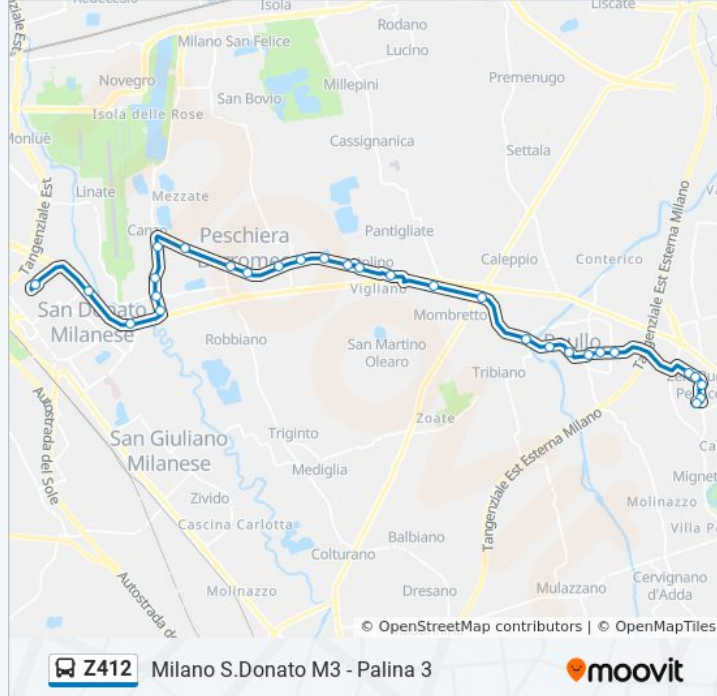 Isola
Liscate
Rodano
Lucino
Milano San Felice
Tangenziale Est
Novegro
San Bovio
Millepini
Premenugo
Isola delle Rose
Monluè
Cassignanica
Settala
Linate
Mezzate
Tangenziale Est
Pantigliate
Peschiera
Caleppio
Conterico
Tangenziale Est Esterna Milano
Vigliano
San Donato
Milanese
Mombretto
Robbiano
San Martino
Olearo
Tribiano
Zoate
Autostrada del Sole
San Giuliano
Milanese
Triginto
Mediglia
Tangenziale Est Esterna Milano
Zivido
Cascina Carlotta
Molinazzo
Balbiano
Colturano
Molinazzo
Dresano
Mulazzano
Cervignano
d'Adda
© OpenStreetMap contributors | © OpenMapTiles
Z412 Milano S.Donato M3 - Palina 3
moovit